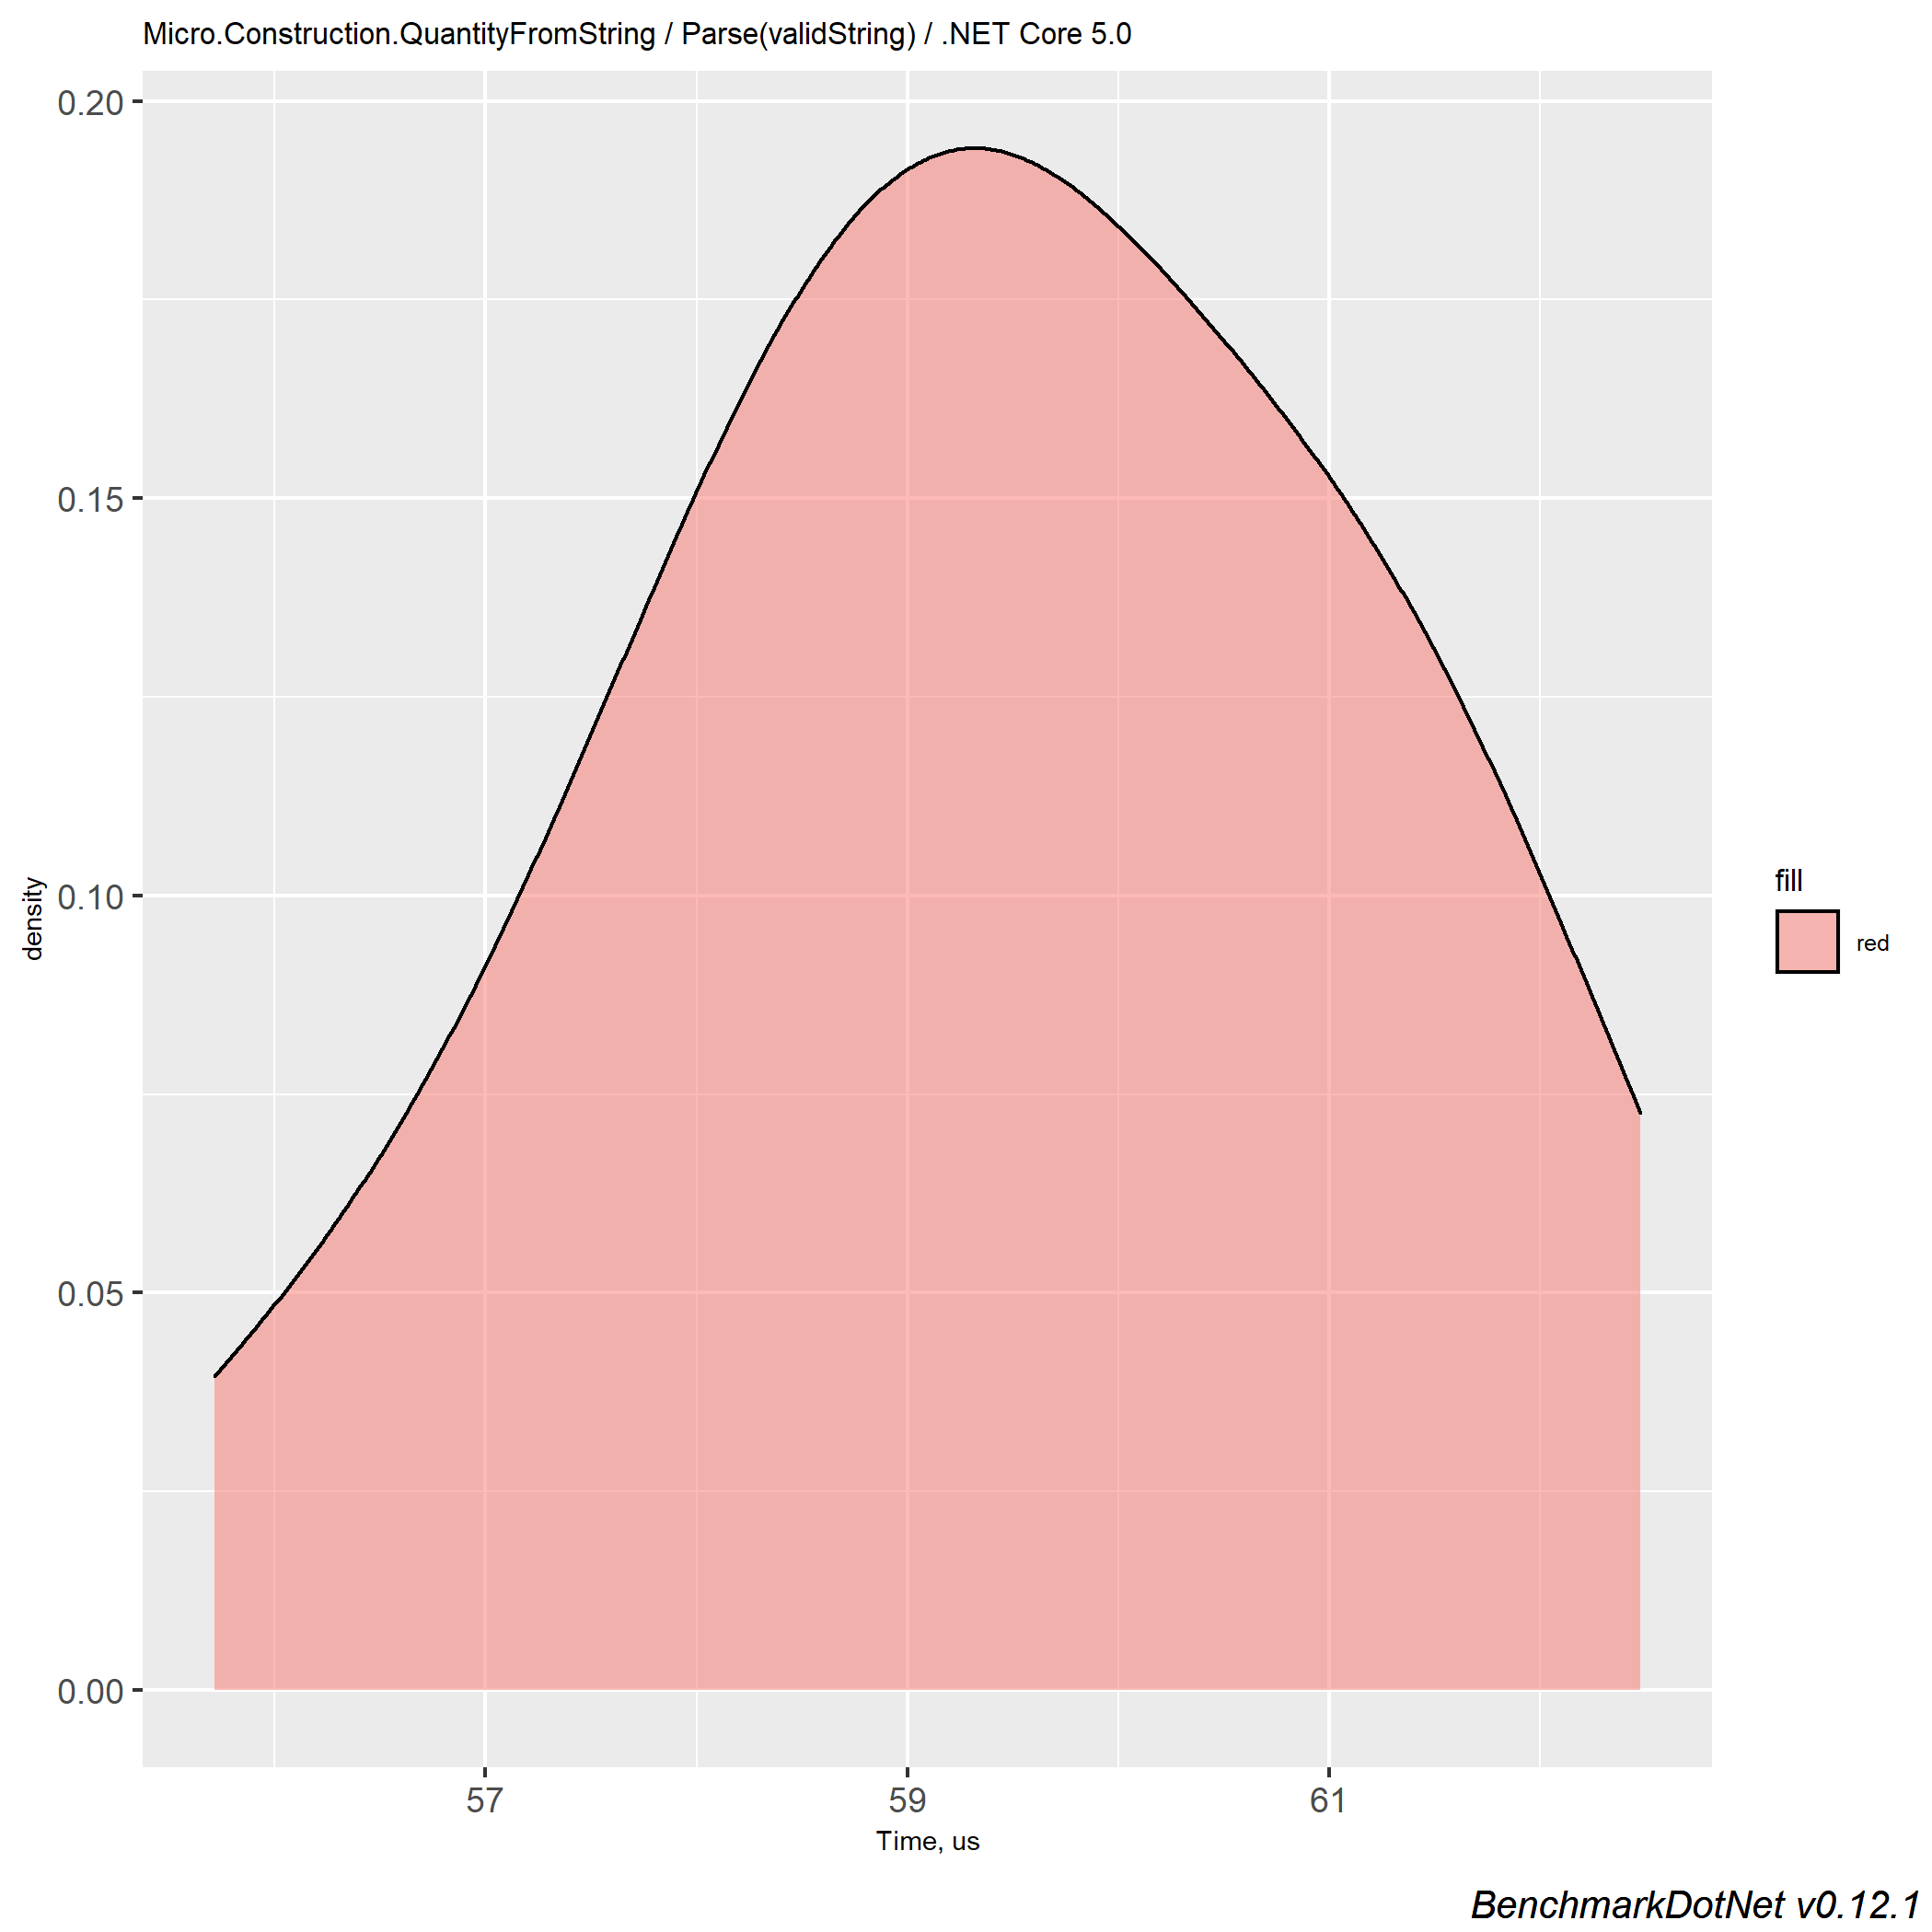 Micro.Construction.QuantityFromString / Parse(validString) / .NET Core 5.0
0.20
0.15
0.10
0.05
0.00
density
57
59
61
Time, us
fill
red
BenchmarkDotNet v0.12.1